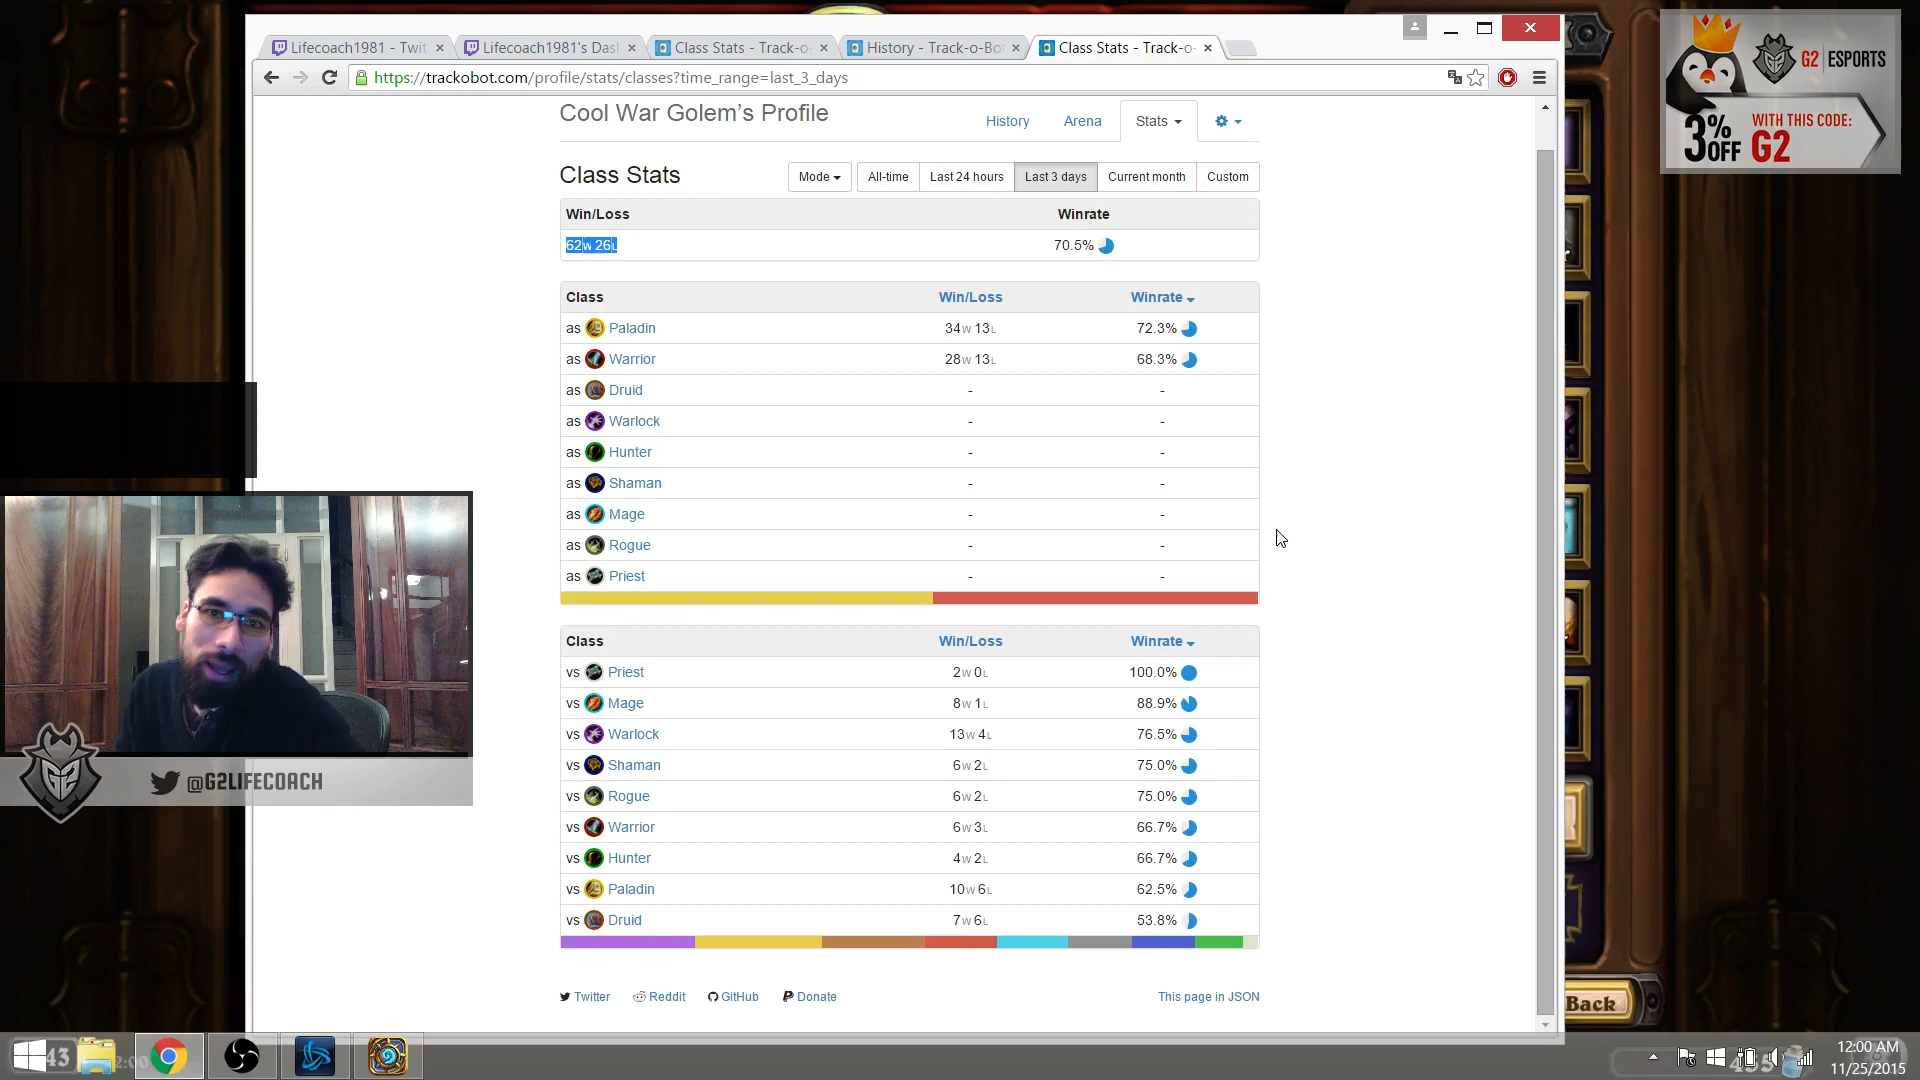 Lifecoach1981 - Twit
Lifecoach1981's Dash
Class Stats - Track-o-
History - Track-o-Bot
Class Stats - Track-o-
https://trackobot.com/profile/stats/classes?time_range=last_3_days
G2 | ESPORTS
3% OFF
WITH THIS CODE:
G2
Cool War Golem's Profile
History
Arena
Stats
Class Stats
Mode
All-time
Last 24 hours
Last 3 days
Current month
Custom
Win/Loss Winrate
62W 26L 70.5%
Class Win/Loss Winrate
as Paladin 34W 13L 72.3%
as Warrior 28W 13L 68.3%
as Druid - -
as Warlock - -
as Hunter - -
as Shaman - -
as Mage - -
as Rogue - -
as Priest - -
Class Win/Loss Winrate
vs Priest 2W 0L 100.0%
vs Mage 8W 1L 88.9%
vs Warlock 13W 4L 76.5%
vs Shaman 6W 2L 75.0%
vs Rogue 6W 2L 75.0%
vs Warrior 6W 3L 66.7%
vs Hunter 4W 2L 66.7%
vs Paladin 10W 6L 62.5%
vs Druid 7W 6L 53.8%
@G2LIFECOACH
Twitter
Reddit
GitHub
Donate
This page in JSON
Back
12:00 AM
11/25/2015